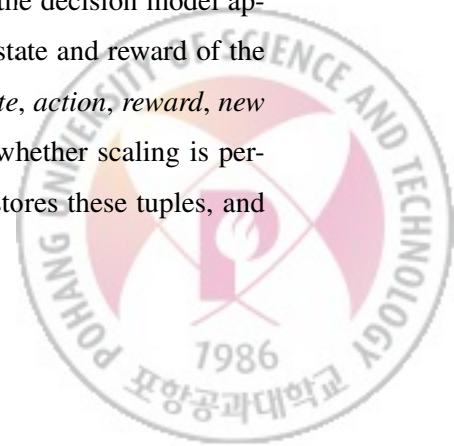 the decision model ap-
state and reward of the
te, action, reward, new
whether scaling is per-
stores these tuples, and
POHANG UNIVERSITY OF SCIENCE AND TECHNOLOGY
1986
포항공과대학교